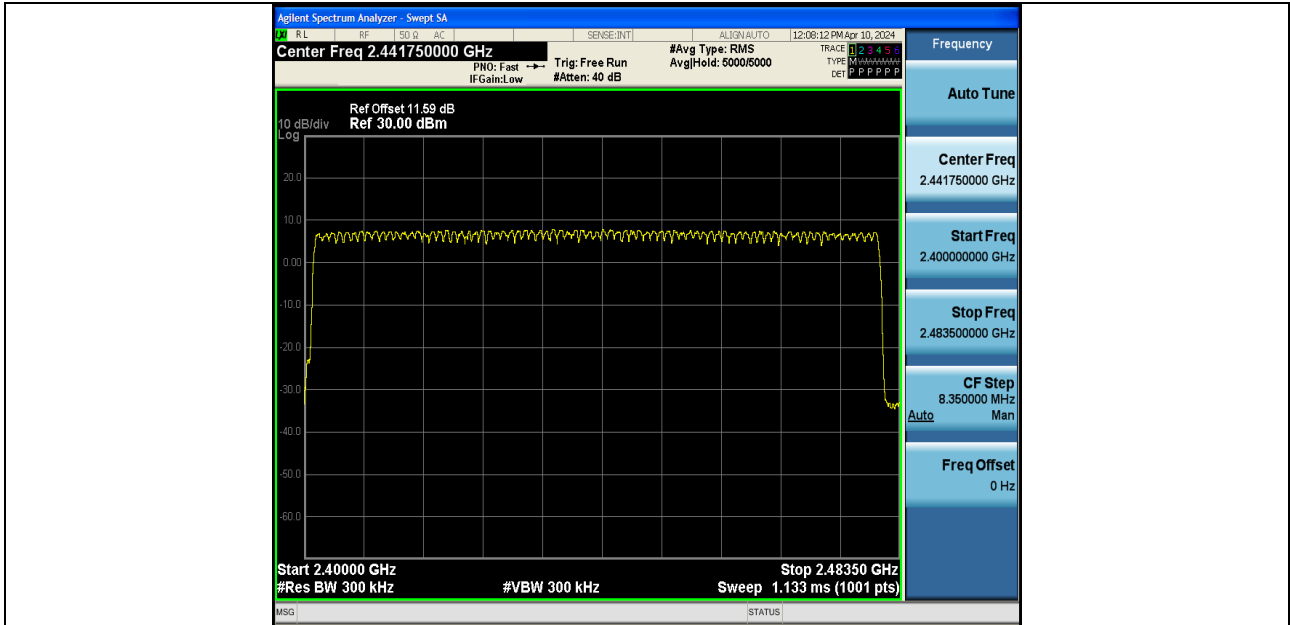 Agilent Spectrum Analyzer - Swept SA
LXI RL RF 50 Ω AC SENSE:INT ALIGN AUTO 12:08:12 PM Apr 10, 2024
Center Freq 2.441750000 GHz
PNO: Fast
IFGain:Low
Trig: Free Run
#Atten: 40 dB
#Avg Type: RMS
Avg|Hold: 5000/5000
TRACE 1 2 3 4 5 6
TYPE M
DET P P P P P P
Ref Offset 11.59 dB
10 dB/div Ref 30.00 dBm
Log
20.0
10.0
0.00
-10.0
-20.0
-30.0
-40.0
-50.0
-60.0
Start 2.40000 GHz Stop 2.48350 GHz
#Res BW 300 kHz #VBW 300 kHz Sweep 1.133 ms (1001 pts)
MSG STATUS
Frequency
Auto Tune
Center Freq
2.441750000 GHz
Start Freq
2.400000000 GHz
Stop Freq
2.483500000 GHz
CF Step
8.350000 MHz
Auto Man
Freq Offset
0 Hz